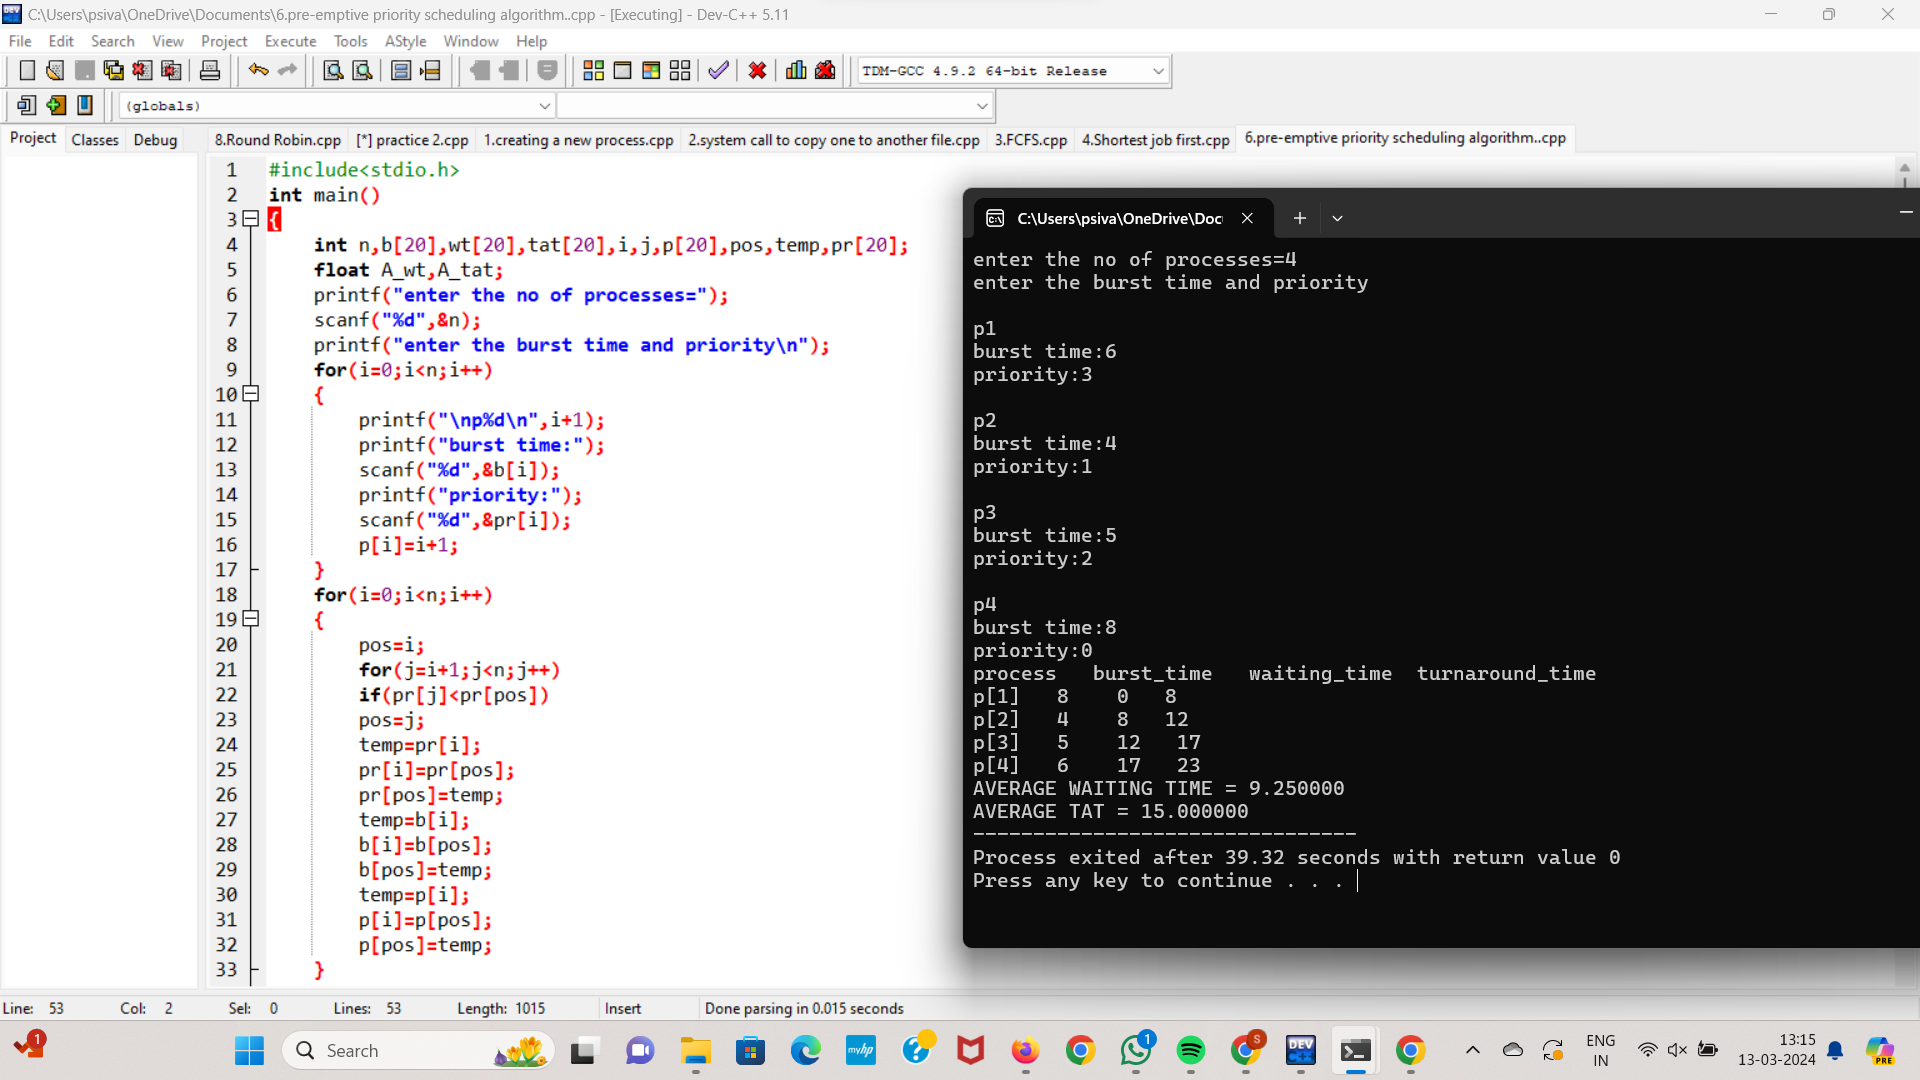 C:\Users\psiva\OneDrive\Documents\6.pre-emptive priority scheduling algorithm..cpp - [Executing] - Dev-C++ 5.11
File Edit Search View Project Execute Tools AStyle Window Help
TDM-GCC 4.9.2 64-bit Release
(globals)
Project Classes Debug
8.Round Robin.cpp [*] practice 2.cpp 1.creating a new process.cpp 2.system call to copy one to another file.cpp 3.FCFS.cpp 4.Shortest job first.cpp 6.pre-emptive priority scheduling algorithm..cpp
1 #include<stdio.h>
2 int main()
3 {
4 int n,b[20],wt[20],tat[20],i,j,p[20],pos,temp,pr[20];
5 float A_wt,A_tat;
6 printf("enter the no of processes=");
7 scanf("%d",&n);
8 printf("enter the burst time and priority\n");
9 for(i=0;i<n;i++)
10 {
11 printf("\np%d\n",i+1);
12 printf("burst time:");
13 scanf("%d",&b[i]);
14 printf("priority:");
15 scanf("%d",&pr[i]);
16 p[i]=i+1;
17 }
18 for(i=0;i<n;i++)
19 {
20 pos=i;
21 for(j=i+1;j<n;j++)
22 if(pr[j]<pr[pos])
23 pos=j;
24 temp=pr[i];
25 pr[i]=pr[pos];
26 pr[pos]=temp;
27 temp=b[i];
28 b[i]=b[pos];
29 b[pos]=temp;
30 temp=p[i];
31 p[i]=p[pos];
32 p[pos]=temp;
33 }
C:\Users\psiva\OneDrive\Doc
enter the no of processes=4
enter the burst time and priority
p1
burst time:6
priority:3
p2
burst time:4
priority:1
p3
burst time:5
priority:2
p4
burst time:8
priority:0
process burst_time waiting_time turnaround_time
p[1] 8 0 8
p[2] 4 8 12
p[3] 5 12 17
p[4] 6 17 23
AVERAGE WAITING TIME = 9.250000
AVERAGE TAT = 15.000000
--------------------------------
Process exited after 39.32 seconds with return value 0
Press any key to continue . . .
Line: 53 Col: 2 Sel: 0 Lines: 53 Length: 1015 Insert Done parsing in 0.015 seconds
1 Search myhp 1 S DEV C++ ENG IN 13:15 13-03-2024 PRE